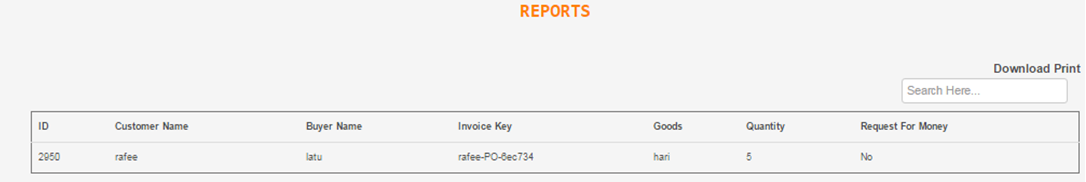 REPORTS
Download Print
Search Here...
ID Customer Name Buyer Name Invoice Key Goods Quantity Request For Money
2950 rafee latu rafee-PO-6ec734 hari 5 No